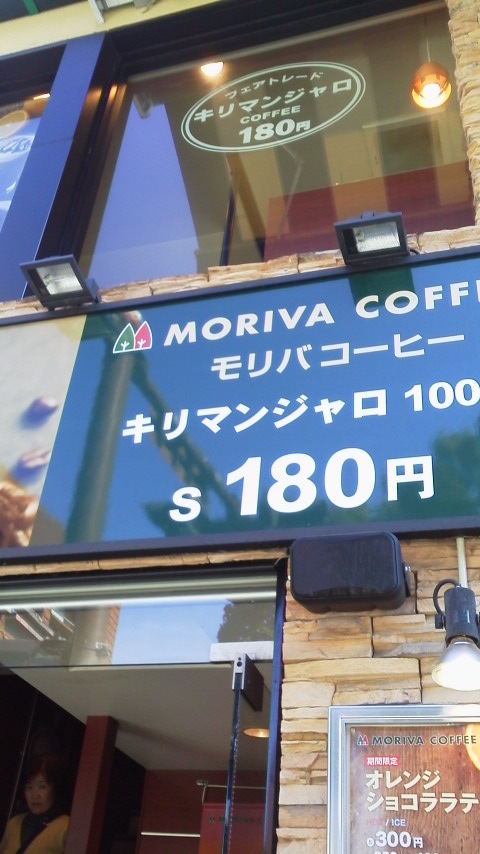 フェアトレード
キリマンジャロ
COFFEE
180円
MORIVA COFFE
モリバコーヒー
キリマンジャロ 100
S 180円
MORIVA COFFEE
期間限定
オレンジ
ショコララテ
HOT / ICE
300円